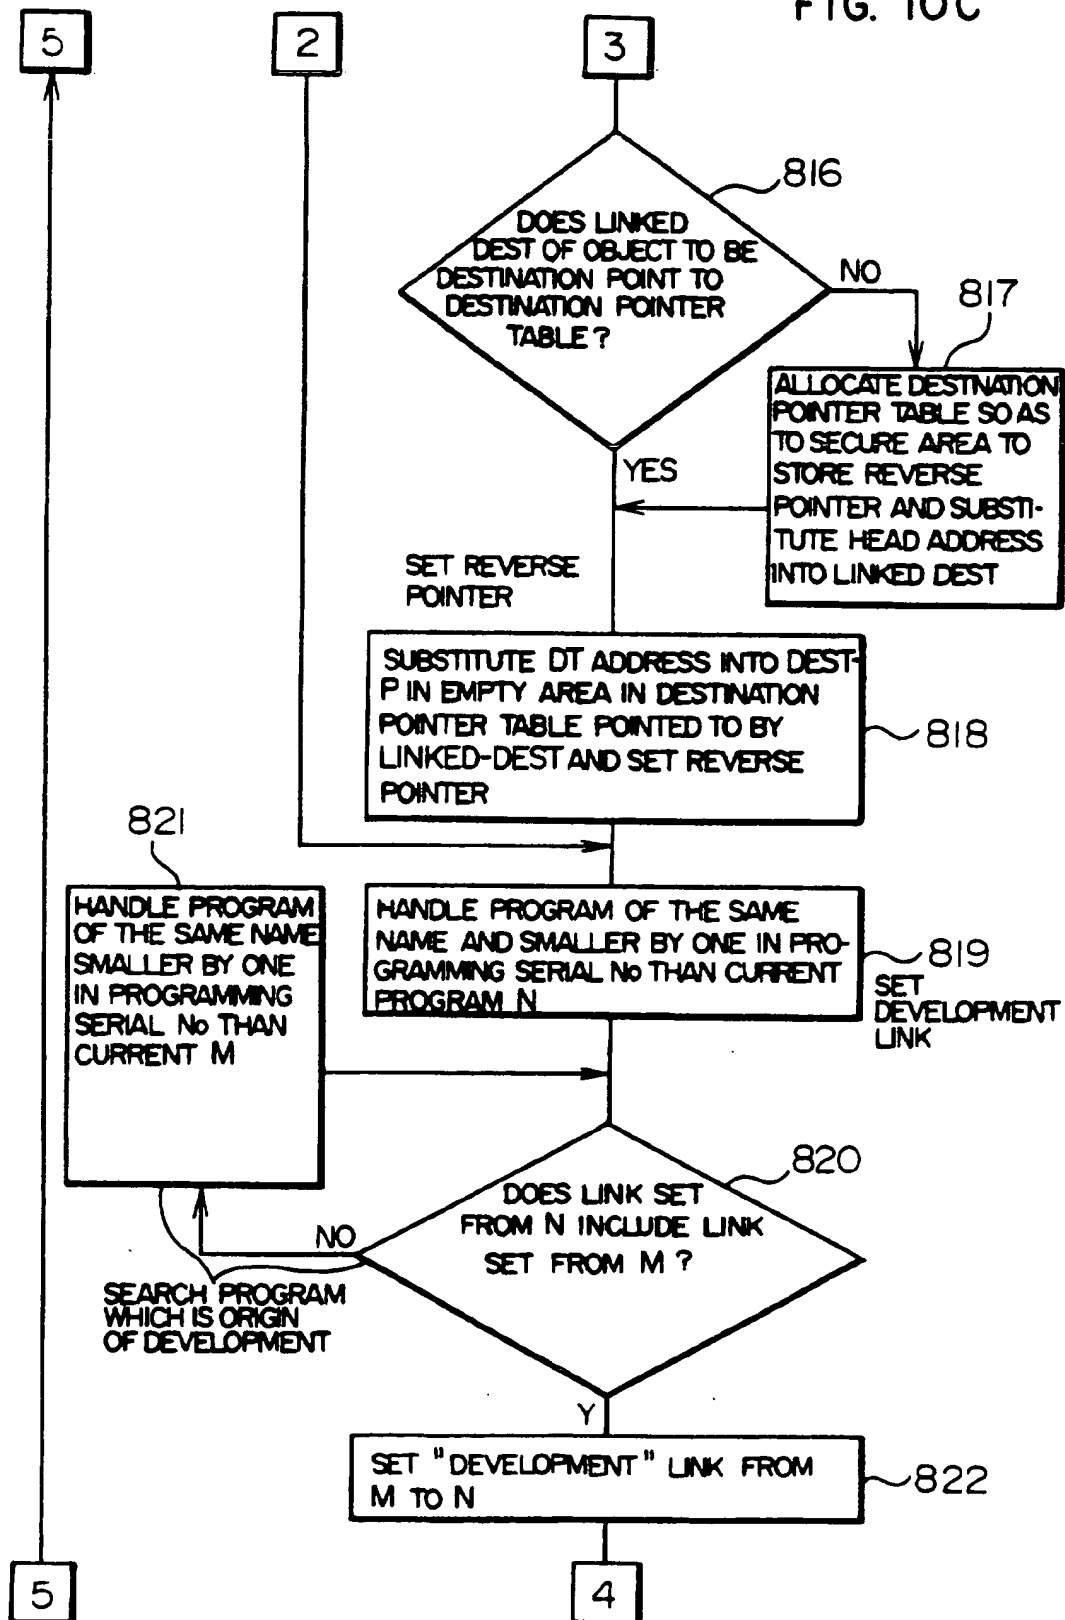 FIG. 10C
5
2
3
816
DOES LINKED
DEST OF OBJECT TO BE
DESTINATION POINT TO
DESTINATION POINTER
TABLE?
NO
817
ALLOCATE DESTNATION
POINTER TABLE SO AS
TO SECURE AREA TO
STORE REVERSE
POINTER AND SUBSTI-
TUTE HEAD ADDRESS
INTO LINKED DEST
YES
SET REVERSE
POINTER
SUBSTITUTE DT ADDRESS INTO DEST-
P IN EMPTY AREA IN DESTINATION
POINTER TABLE POINTED TO BY
LINKED-DEST AND SET REVERSE
POINTER
818
821
HANDLE PROGRAM
OF THE SAME NAME
SMALLER BY ONE
IN PROGRAMMING
SERIAL No THAN
CURRENT M
HANDLE PROGRAM OF THE SAME
NAME AND SMALLER BY ONE IN PRO-
GRAMMING SERIAL No THAN CURRENT
PROGRAM N
819
SET
DEVELOPMENT
LINK
820
DOES LINK SET
FROM N INCLUDE LINK
SET FROM M ?
NO
SEARCH PROGRAM
WHICH IS ORIGIN
OF DEVELOPMENT
Y
SET "DEVELOPMENT" LINK FROM
M TO N
822
5
4